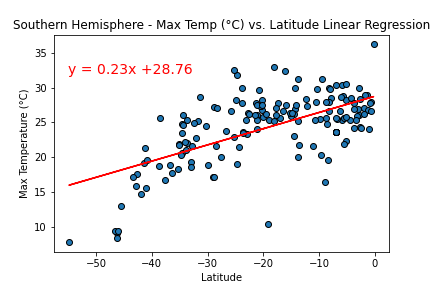 Southern Hemisphere - Max Temp (°C) vs. Latitude Linear Regression
35
y = 0.23x +28.76
30
25
20
15
10
Max Temperature (°C)
−50 −40 −30 −20 −10 0
Latitude